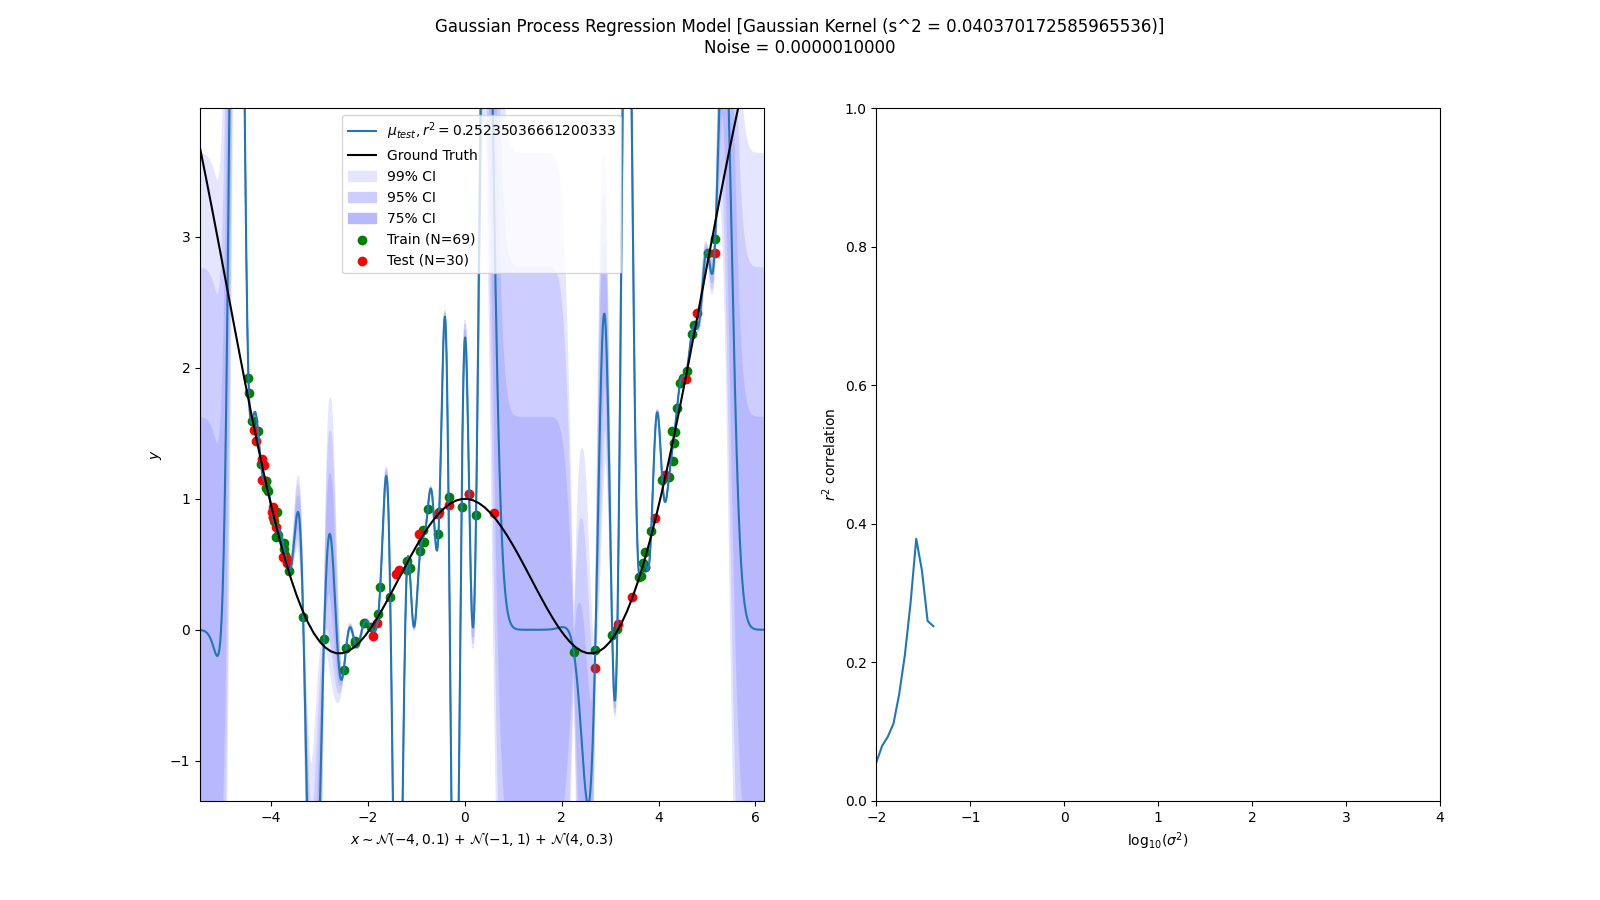 Gaussian Process Regression Model [Gaussian Kernel (s^2 = 0.040370172585965536)]
Noise = 0.0000010000
μ_test, r² = 0.25235036661200333
Ground Truth
99% CI
95% CI
75% CI
Train (N=69)
Test (N=30)
y
3
2
1
0
−1
−4
−2
0
2
4
6
x ∼ 𝒩(−4, 0.1) + 𝒩(−1, 1) + 𝒩(4, 0.3)
r² correlation
1.0
0.8
0.6
0.4
0.2
0.0
−2
−1
0
1
2
3
4
log₁₀(σ²)